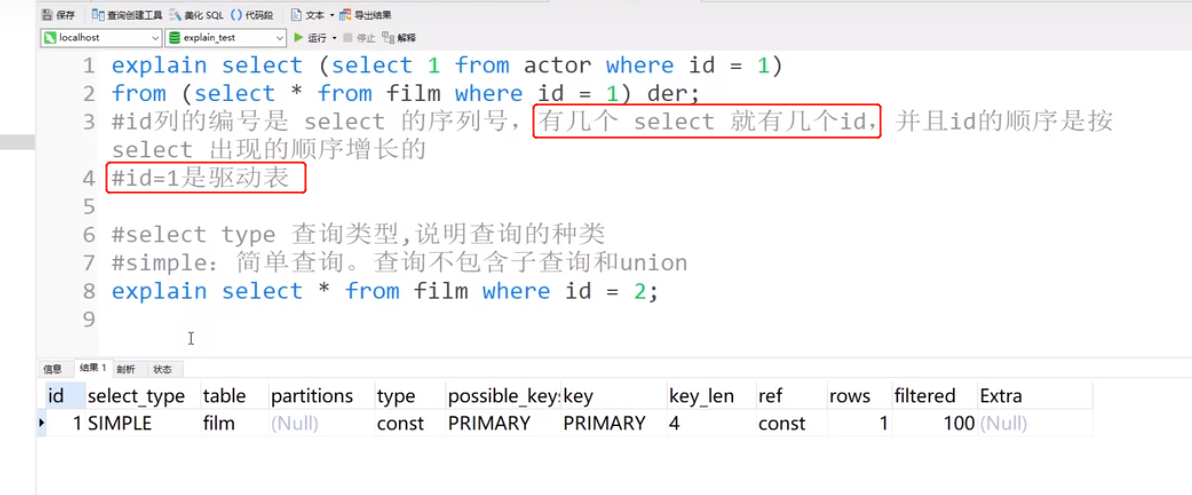 保存 查询创建工具 美化 SQL () 代码段 文本 导出结果
localhost explain_test 运行 停止 解释
1 explain select (select 1 from actor where id = 1)
2 from (select * from film where id = 1) der;
3 #id列的编号是 select 的序列号，有几个 select 就有几个id，并且id的顺序是按
select 出现的顺序增长的
4 #id=1是驱动表
5
6 #select type 查询类型,说明查询的种类
7 #simple：简单查询。查询不包含子查询和union
8 explain select * from film where id = 2;
9
信息 结果 1 剖析 状态
id select_type table partitions type possible_keys key key_len ref rows filtered Extra
1 SIMPLE film (Null) const PRIMARY PRIMARY 4 const 1 100 (Null)